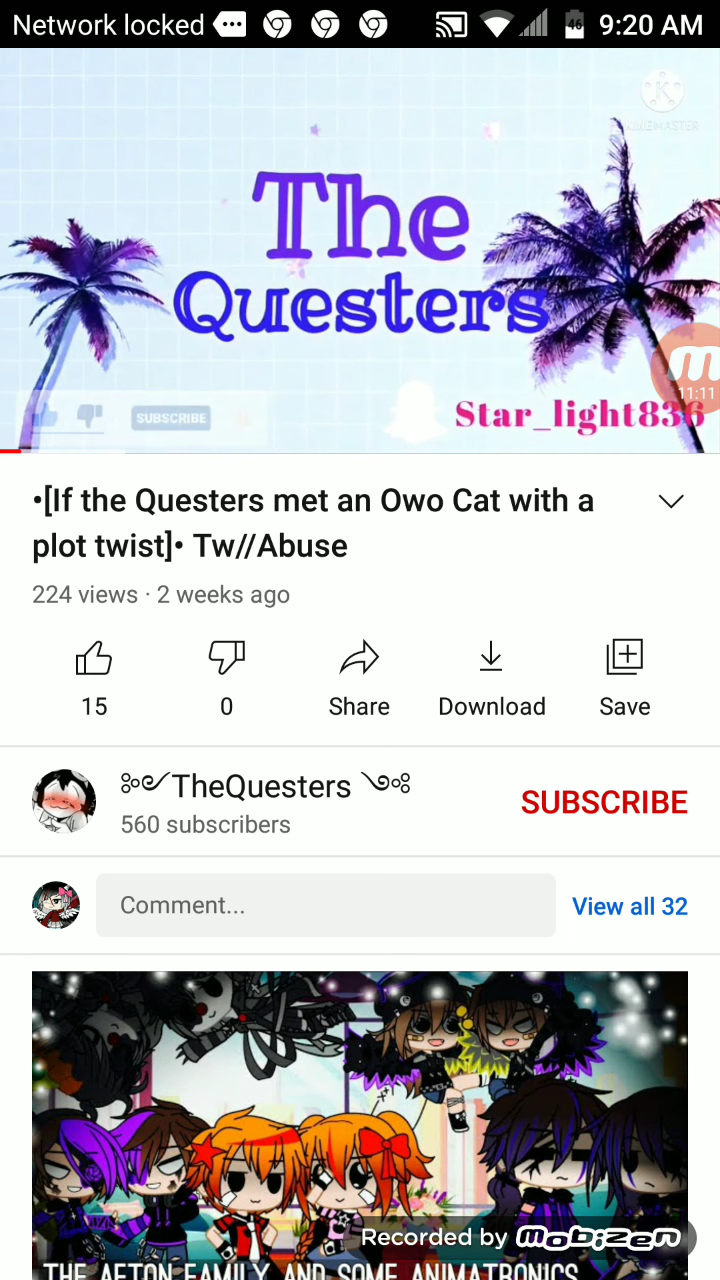 Network locked
46
9:20 AM
KINEMASTER
The
Questers
11:11
SUBSCRIBE
Star_light836
•[If the Questers met an Owo Cat with a
plot twist]• Tw//Abuse
224 views · 2 weeks ago
15
0
Share
Download
Save
TheQuesters
560 subscribers
SUBSCRIBE
Comment...
View all 32
Recorded by mobizen
THE AFTON FAMILY AND SOME ANIMATRONICS